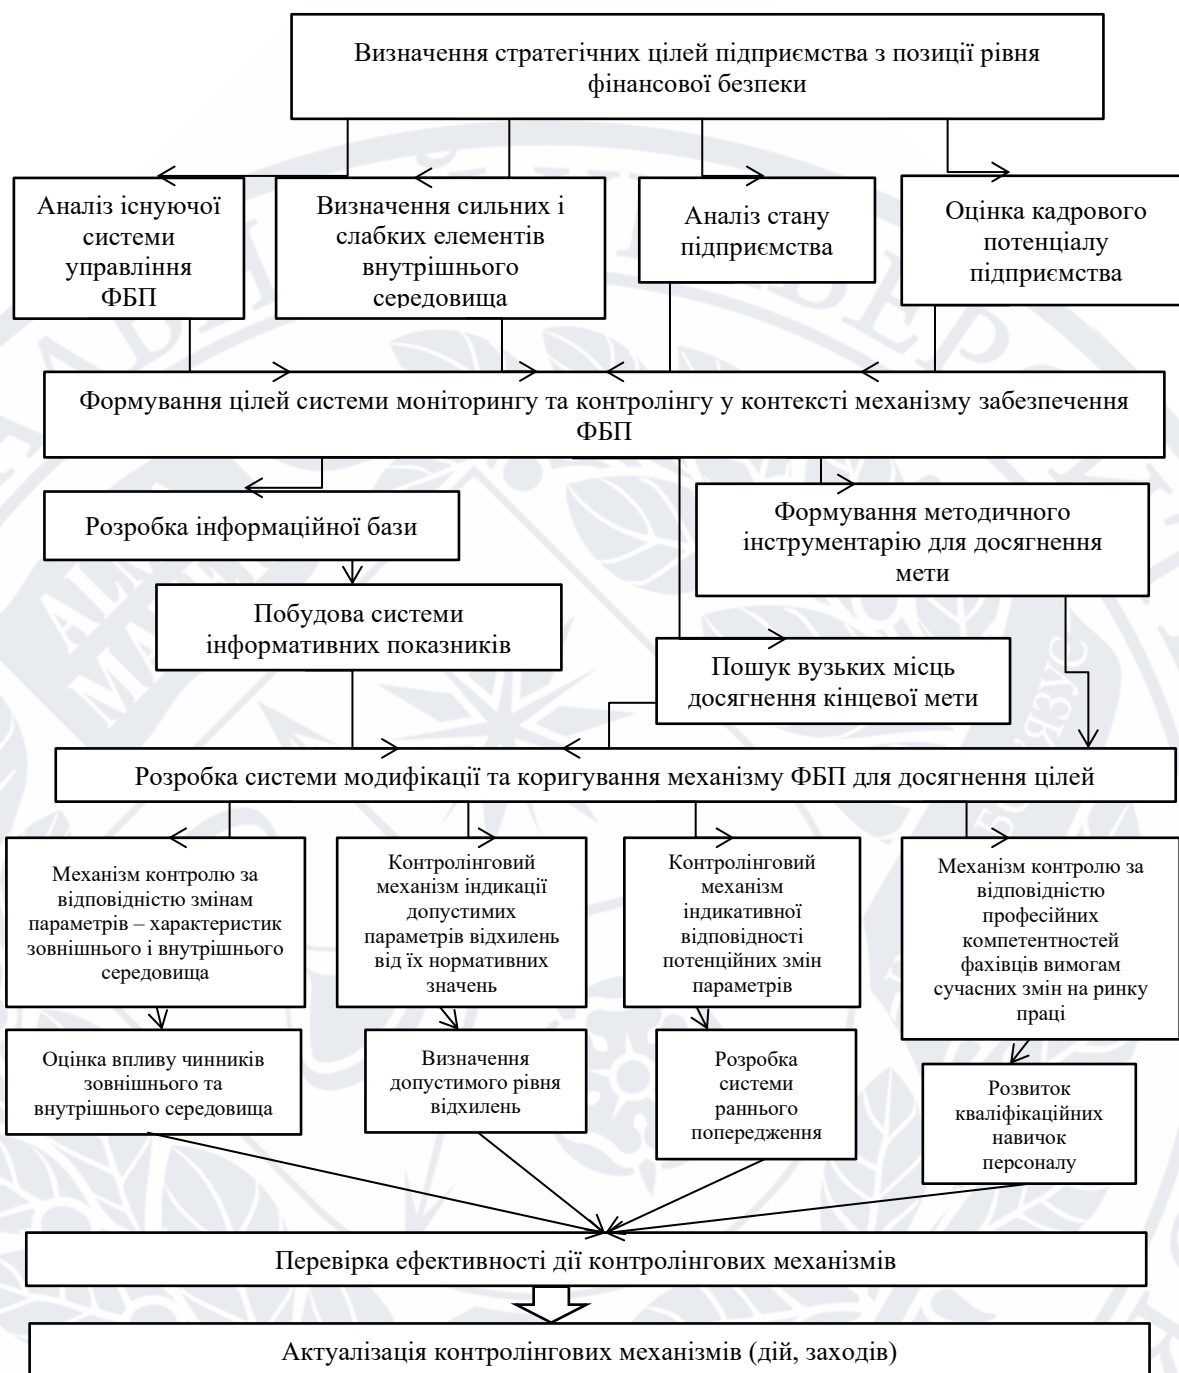 Визначення стратегічних цілей підприємства з позиції рівня
фінансової безпеки
Аналіз існуючої
системи
управління
ФБП
Визначення сильних і
слабких елементів
внутрішнього
середовища
Аналіз стану
підприємства
Оцінка кадрового
потенціалу
підприємства
Формування цілей системи моніторингу та контролінгу у контексті механізму забезпечення
ФБП
Розробка інформаційної бази
Формування методичного
інструментарію для досягнення
мети
Побудова системи
інформативних показників
Пошук вузьких місць
досягнення кінцевої мети
Розробка системи модифікації та коригування механізму ФБП для досягнення цілей
Механізм контролю за
відповідністю змінам
параметрів – характеристик
зовнішнього і внутрішнього
середовища
Контролінговий
механізм індикації
допустимих
параметрів відхилень
від їх нормативних
значень
Контролінговий
механізм
індикативної
відповідності
потенційних змін
параметрів
Механізм контролю за
відповідністю
професійних
компетентностей
фахівців вимогам
сучасних змін на ринку
праці
Оцінка впливу чинників
зовнішнього та
внутрішнього середовища
Визначення
допустимого рівня
відхилень
Розробка
системи
раннього
попередження
Розвиток
кваліфікаційних
навичок
персоналу
Перевірка ефективності дії контролінгових механізмів
Актуалізація контролінгових механізмів (дій, заходів)